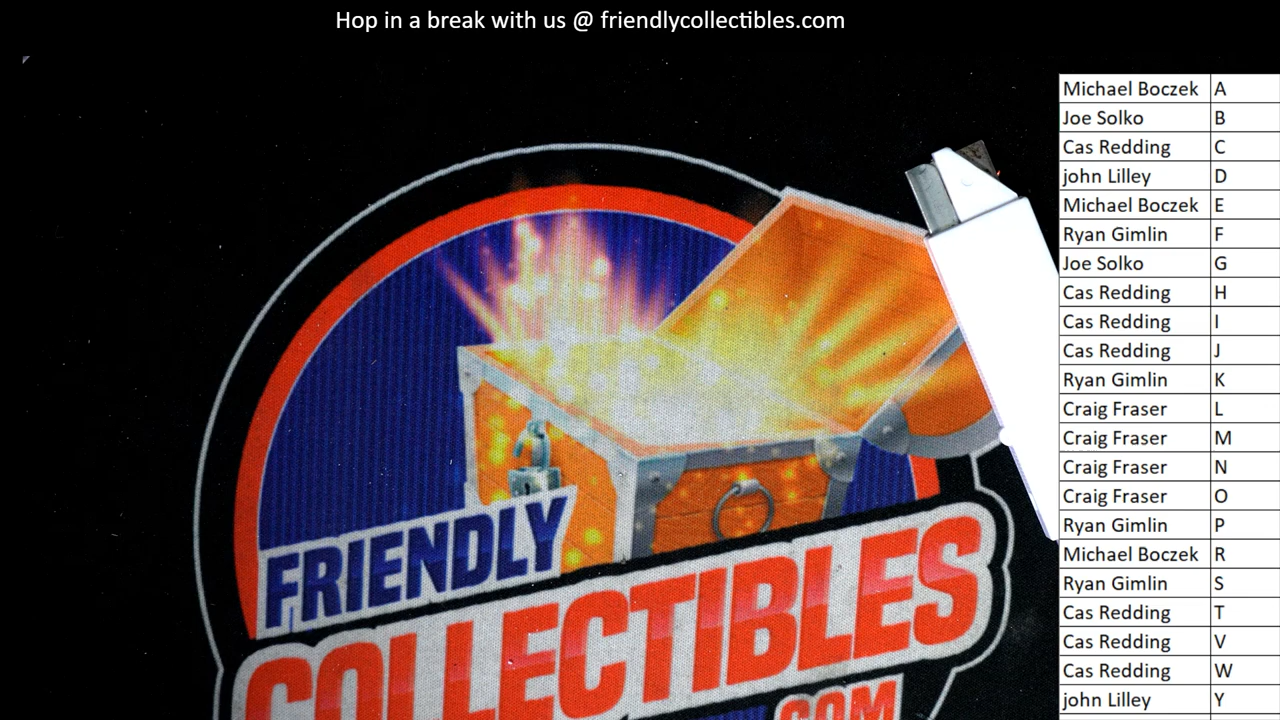 Hop in a break with us @ friendlycollectibles.com
Michael Boczek A
Joe Solko B
Cas Redding C
john Lilley D
Michael Boczek E
Ryan Gimlin F
Joe Solko G
Cas Redding H
Cas Redding I
Cas Redding J
Ryan Gimlin K
Craig Fraser L
Craig Fraser M
Craig Fraser N
Craig Fraser O
Ryan Gimlin P
Michael Boczek R
Ryan Gimlin S
Cas Redding T
Cas Redding V
Cas Redding W
john Lilley Y
FRIENDLY
COLLECTIBLES
.COM